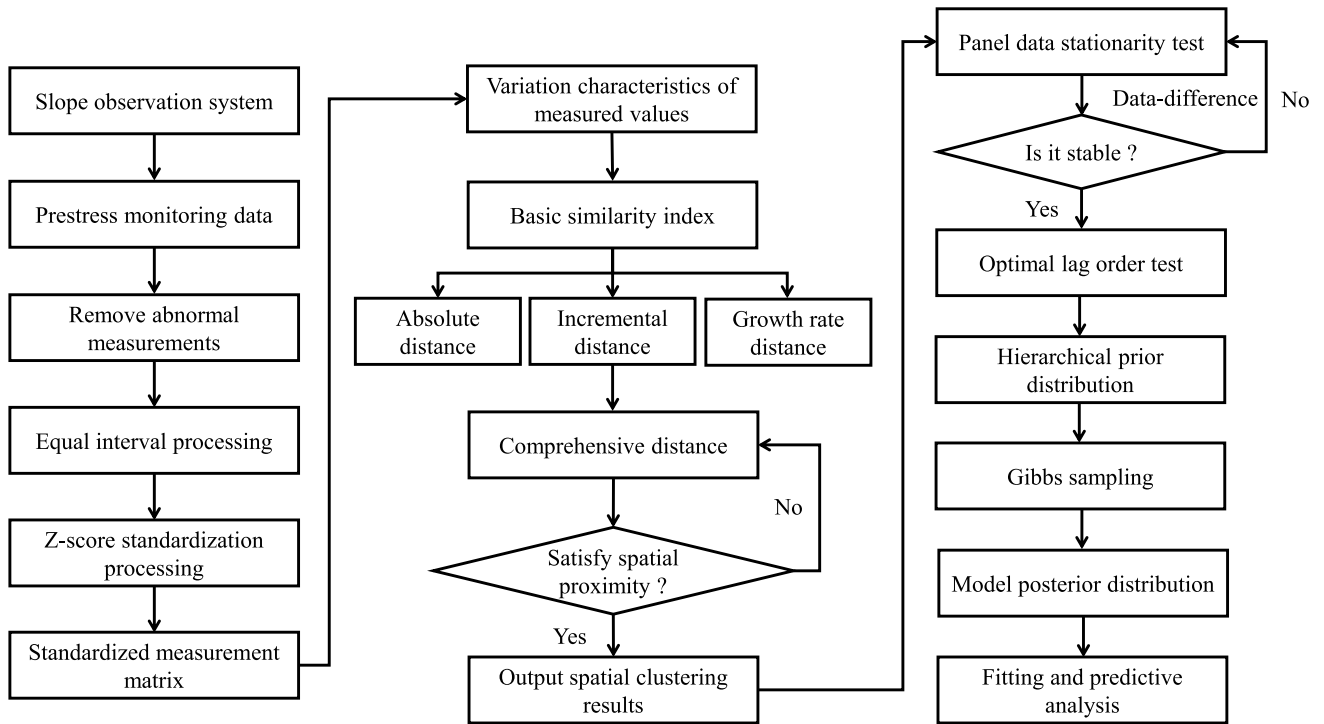 Slope observation system
Prestress monitoring data
Remove abnormal
measurements
Equal interval processing
Z-score standardization
processing
Standardized measurement
matrix
Variation characteristics of
measured values
Basic similarity index
Absolute
distance
Incremental
distance
Growth rate
distance
Comprehensive distance
No
Satisfy spatial
proximity ?
Yes
Output spatial clustering
results
Panel data stationarity test
Data-difference
No
Is it stable ?
Yes
Optimal lag order test
Hierarchical prior
distribution
Gibbs sampling
Model posterior distribution
Fitting and predictive
analysis